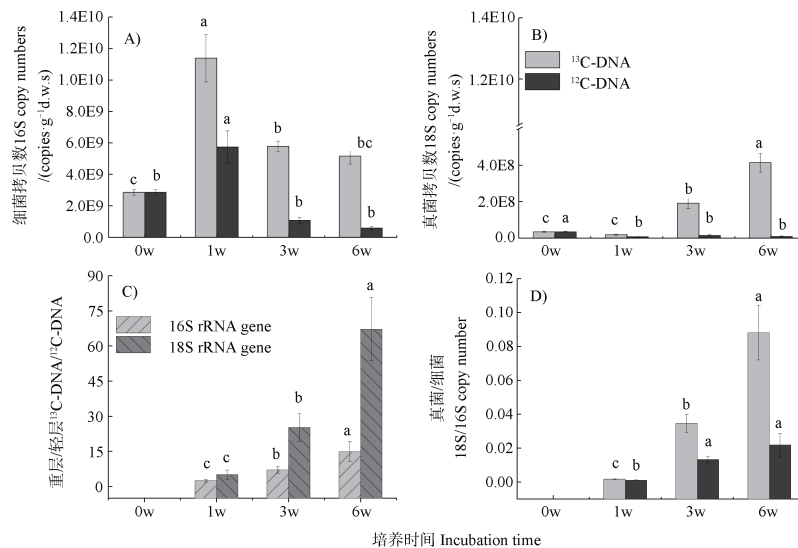 A)
细菌拷贝数16S copy numbers
/(copies·g⁻¹d.w.s)
1.4E10
1.2E10
1.0E10
8.0E9
6.0E9
4.0E9
2.0E9
0.0
c b
a
a
b
b
bc
b
0w 1w 3w 6w
B)
真菌拷贝数18S copy numbers
/(copies·g⁻¹d.w.s)
1.4E10
1.2E10
4.0E8
2.0E8
0.0
¹³C-DNA
¹²C-DNA
c a
c b
b
b
a
b
0w 1w 3w 6w
C)
重层/轻层¹³C-DNA/¹²C-DNA
90
75
60
45
30
15
0
16S rRNA gene
18S rRNA gene
c c
b
b
a
a
0w 1w 3w 6w
D)
真菌/细菌
18S/16S copy number
0.12
0.10
0.08
0.06
0.04
0.02
0.00
c b
b
a
a
a
0w 1w 3w 6w
培养时间 Incubation time